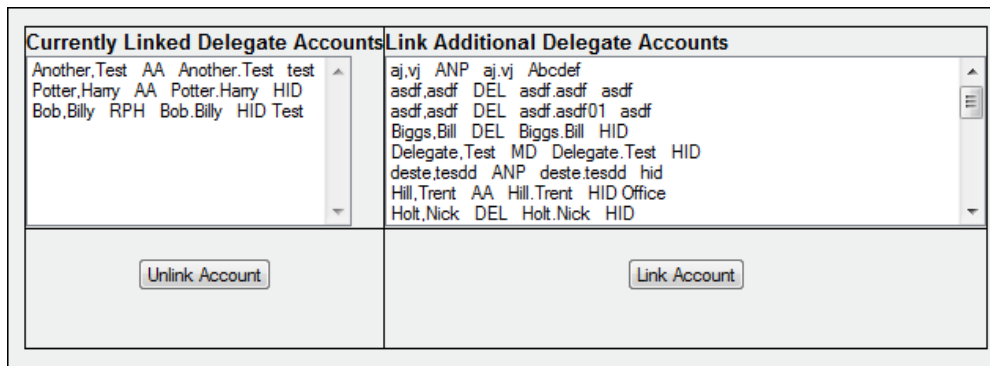 Currently Linked Delegate Accounts
Another,Test AA Another.Test test
Potter,Harry AA Potter.Harry HID
Bob,Billy RPH Bob.Billy HID Test
Unlink Account
Link Additional Delegate Accounts
aj,vj ANP aj.vj Abcdef
asdf,asdf DEL asdf.asdf asdf
asdf,asdf DEL asdf.asdf01 asdf
Biggs,Bill DEL Biggs.Bill HID
Delegate,Test MD Delegate.Test HID
deste,tesdd ANP deste.tesdd hid
Hill,Trent AA Hill.Trent HID Office
Holt,Nick DEL Holt.Nick HID
Link Account